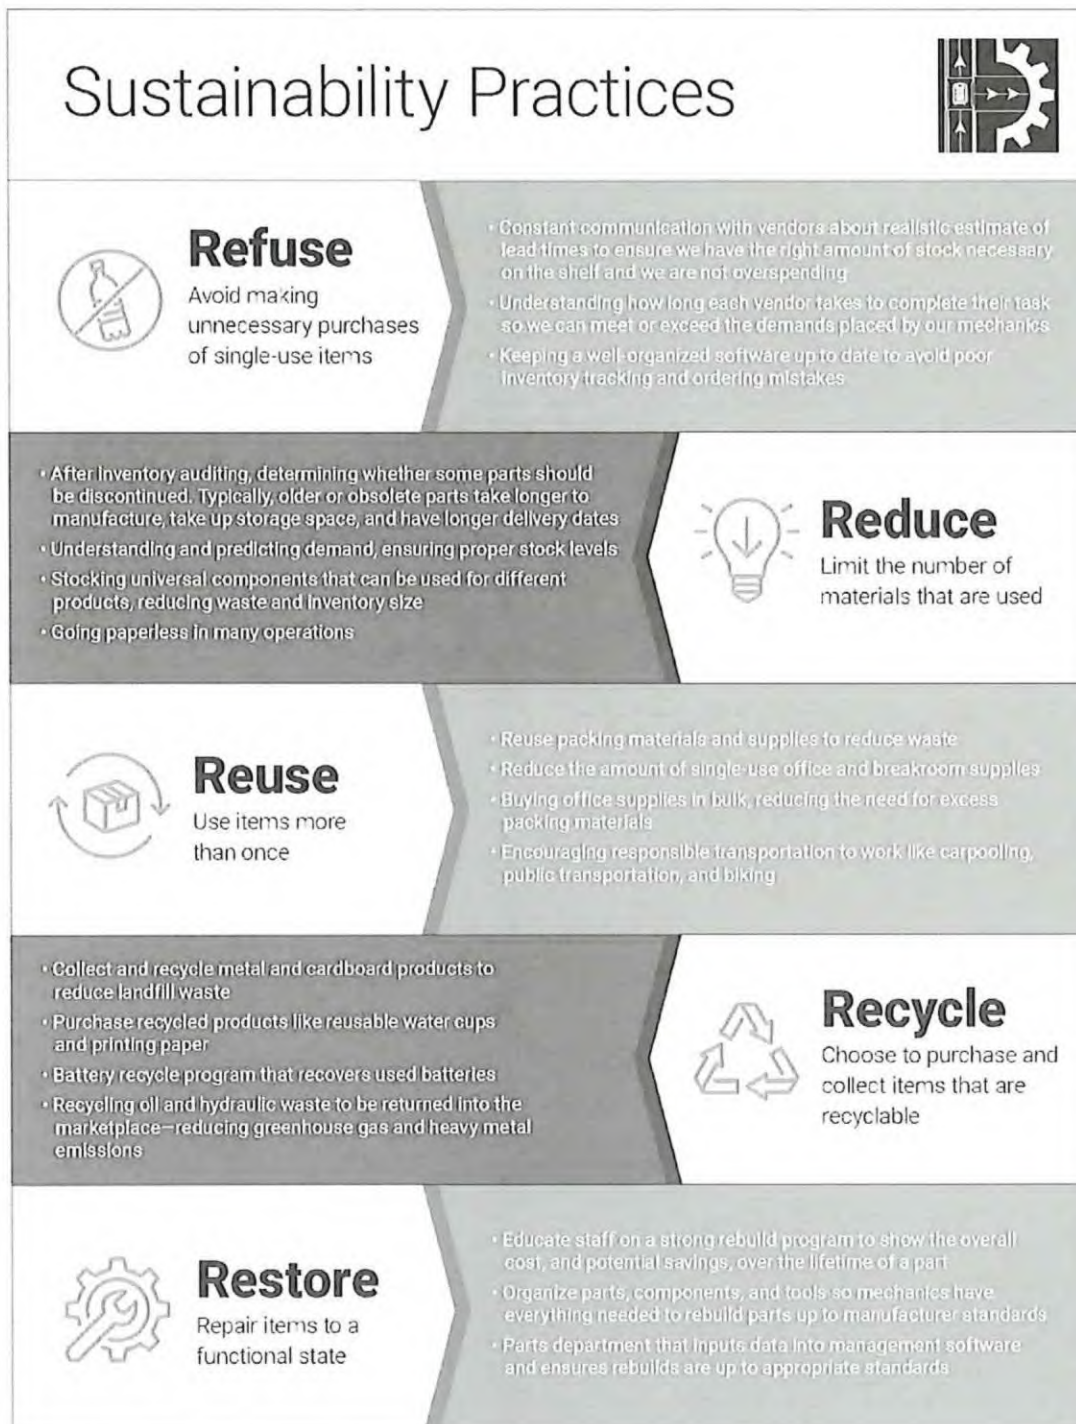 Sustainability Practices
Refuse
Avoid making
unnecessary purchases
of single-use items
• Constant communication with vendors about realistic estimate of
lead times to ensure we have the right amount of stock necessary
on the shelf and we are not overspending
• Understanding how long each vendor takes to complete their task
so we can meet or exceed the demands placed by our mechanics
• Keeping a well-organized software up to date to avoid poor
inventory tracking and ordering mistakes
• After inventory auditing, determining whether some parts should
be discontinued. Typically, older or obsolete parts take longer to
manufacture, take up storage space, and have longer delivery dates
• Understanding and predicting demand, ensuring proper stock levels
• Stocking universal components that can be used for different
products, reducing waste and inventory size
• Going paperless in many operations
Reduce
Limit the number of
materials that are used
Reuse
Use items more
than once
• Reuse packing materials and supplies to reduce waste
• Reduce the amount of single-use office and breakroom supplies
• Buying office supplies in bulk, reducing the need for excess
packing materials
• Encouraging responsible transportation to work like carpooling,
public transportation, and biking
• Collect and recycle metal and cardboard products to
reduce landfill waste
• Purchase recycled products like reusable water cups
and printing paper
• Battery recycle program that recovers used batteries
• Recycling oil and hydraulic waste to be returned into the
marketplace—reducing greenhouse gas and heavy metal
emissions
Recycle
Choose to purchase and
collect items that are
recyclable
Restore
Repair items to a
functional state
• Educate staff on a strong rebuild program to show the overall
cost, and potential savings, over the lifetime of a part
• Organize parts, components, and tools so mechanics have
everything needed to rebuild parts up to manufacturer standards
• Parts department that inputs data into management software
and ensures rebuilds are up to appropriate standards